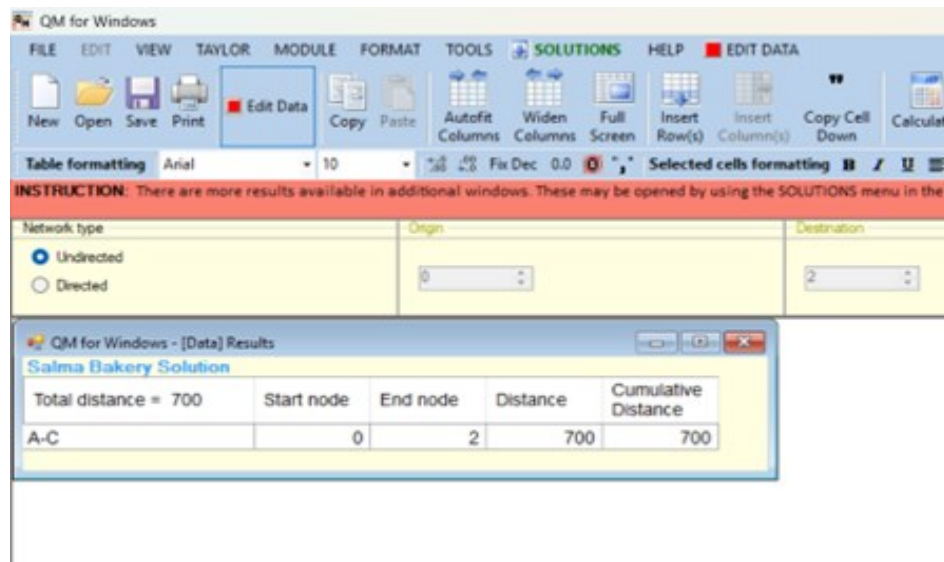 QM for Windows
FILE EDIT VIEW TAYLOR MODULE FORMAT TOOLS SOLUTIONS HELP EDIT DATA
New Open Save Print Edit Data Copy Paste Autofit Columns Widen Columns Full Screen Insert Row(s) Insert Column(s) Copy Cell Down
Table formatting Arial 10 Fix Dec 0.0 Selected cells formatting B I U
INSTRUCTION: There are more results available in additional windows. These may be opened by using the SOLUTIONS menu in the
Network type Origin Destination
Undirected
0 2
Directed
QM for Windows - [Data] Results
Salma Bakery Solution
Total distance = 700 Start node End node Distance Cumulative Distance
A-C 0 2 700 700